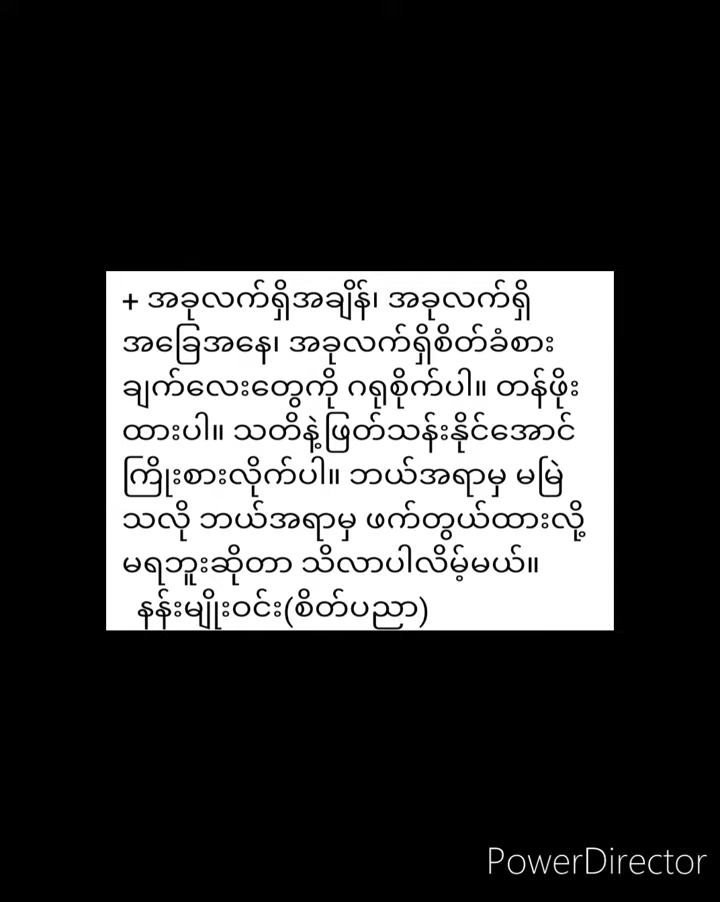 + အခုလက်ရှိအချိန်၊ အခုလက်ရှိ
အခြေအနေ၊ အခုလက်ရှိစိတ်ခံစား
ချက်လေးတွေကို ဂရုစိုက်ပါ။ တန်ဖိုး
ထားပါ။ သတိနဲ့ဖြတ်သန်းနိုင်အောင်
ကြိုးစားလိုက်ပါ။ ဘယ်အရာမှ မမြဲ
သလို ဘယ်အရာမှ ဖက်တွယ်ထားလို့
မရဘူးဆိုတာ သိလာပါလိမ့်မယ်။
နန်းမျိုးဝင်း(စိတ်ပညာ)
PowerDirector